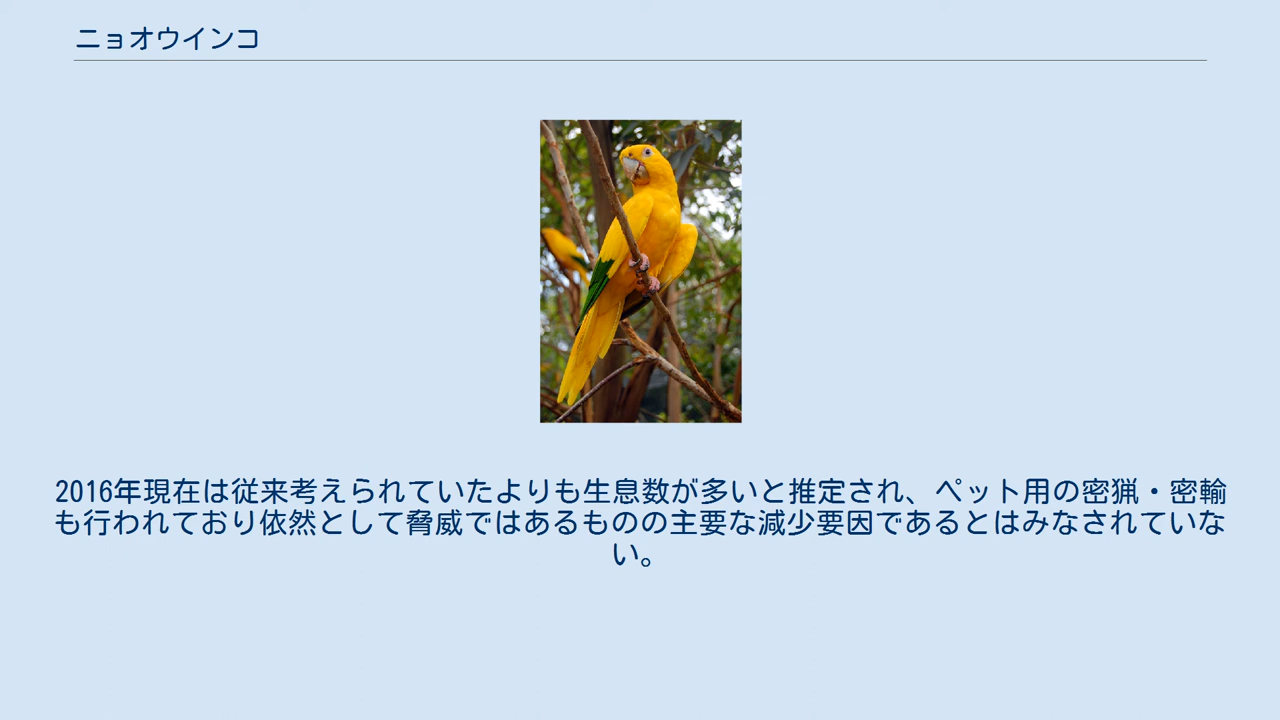 ニョオウインコ
2016年現在は従来考えられていたよりも生息数が多いと推定され、ペット用の密猟・密輸
も行われており依然として脅威ではあるものの主要な減少要因であるとはみなされていな
い。